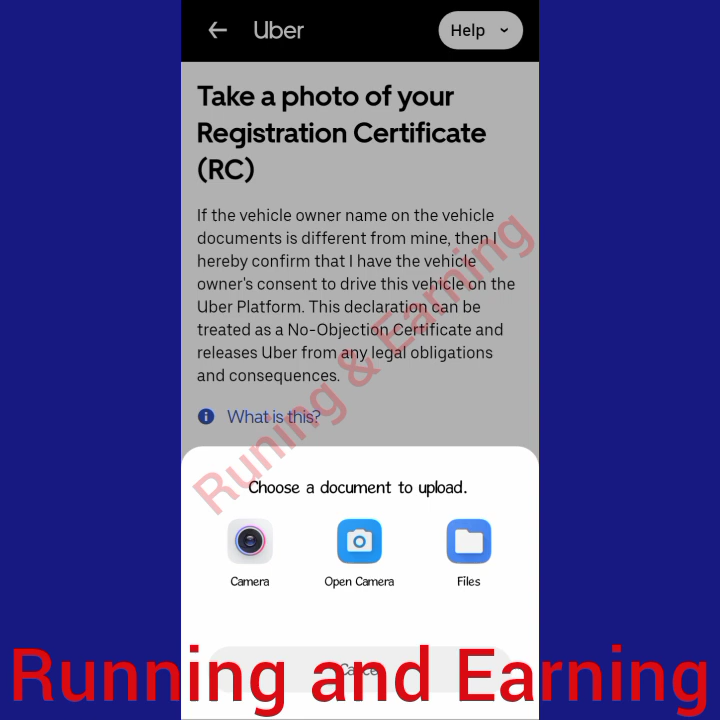 Uber
Help
Take a photo of your
Registration Certificate
(RC)
If the vehicle owner name on the vehicle
documents is different from mine, then I
hereby confirm that I have the vehicle
owner's consent to drive this vehicle on the
Uber Platform. This declaration can be
treated as a No-Objection Certificate and
releases Uber from any legal obligations
and consequences.
What is this?
Runing & Earning
Choose a document to upload.
Camera
Open Camera
Files
Cancel
Running and Earning